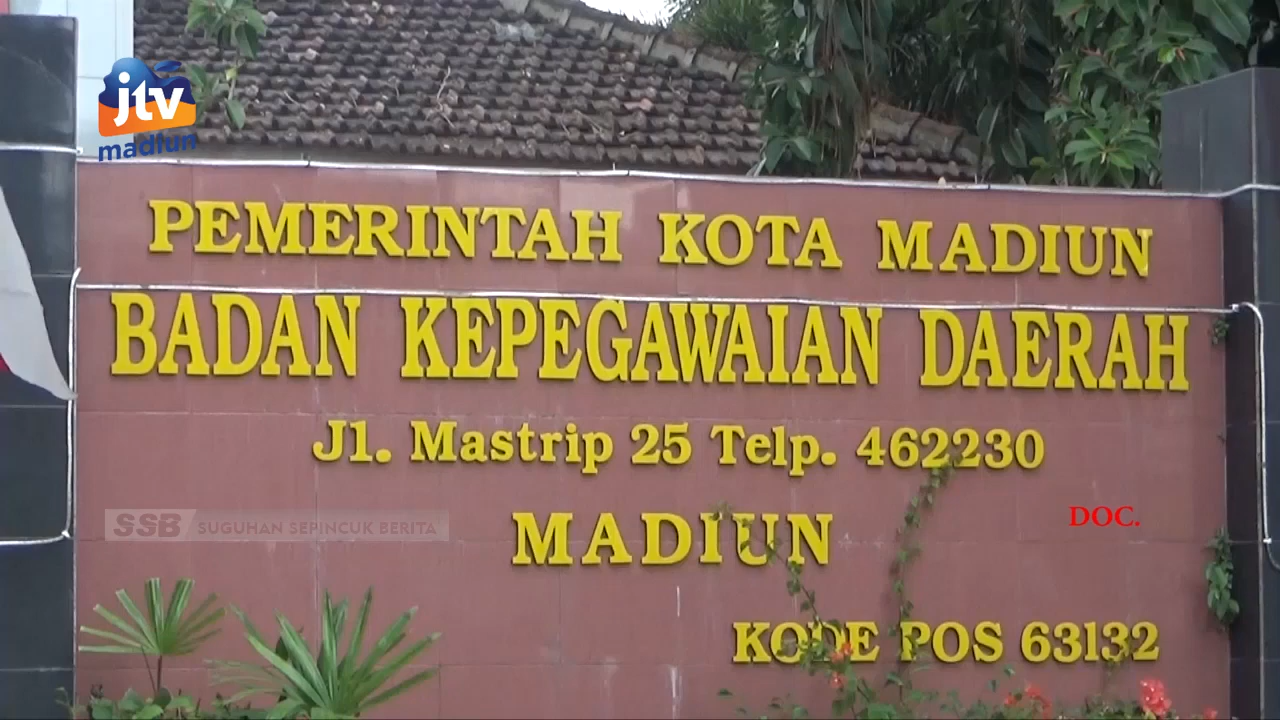 jtv
madiun
PEMERINTAH KOTA MADIUN
BADAN KEPEGAWAIAN DAERAH
Jl. Mastrip 25 Telp. 462230
SSB SUGUHAN SEPINCUK BERITA
MADIUN
DOC.
KODE POS 63132